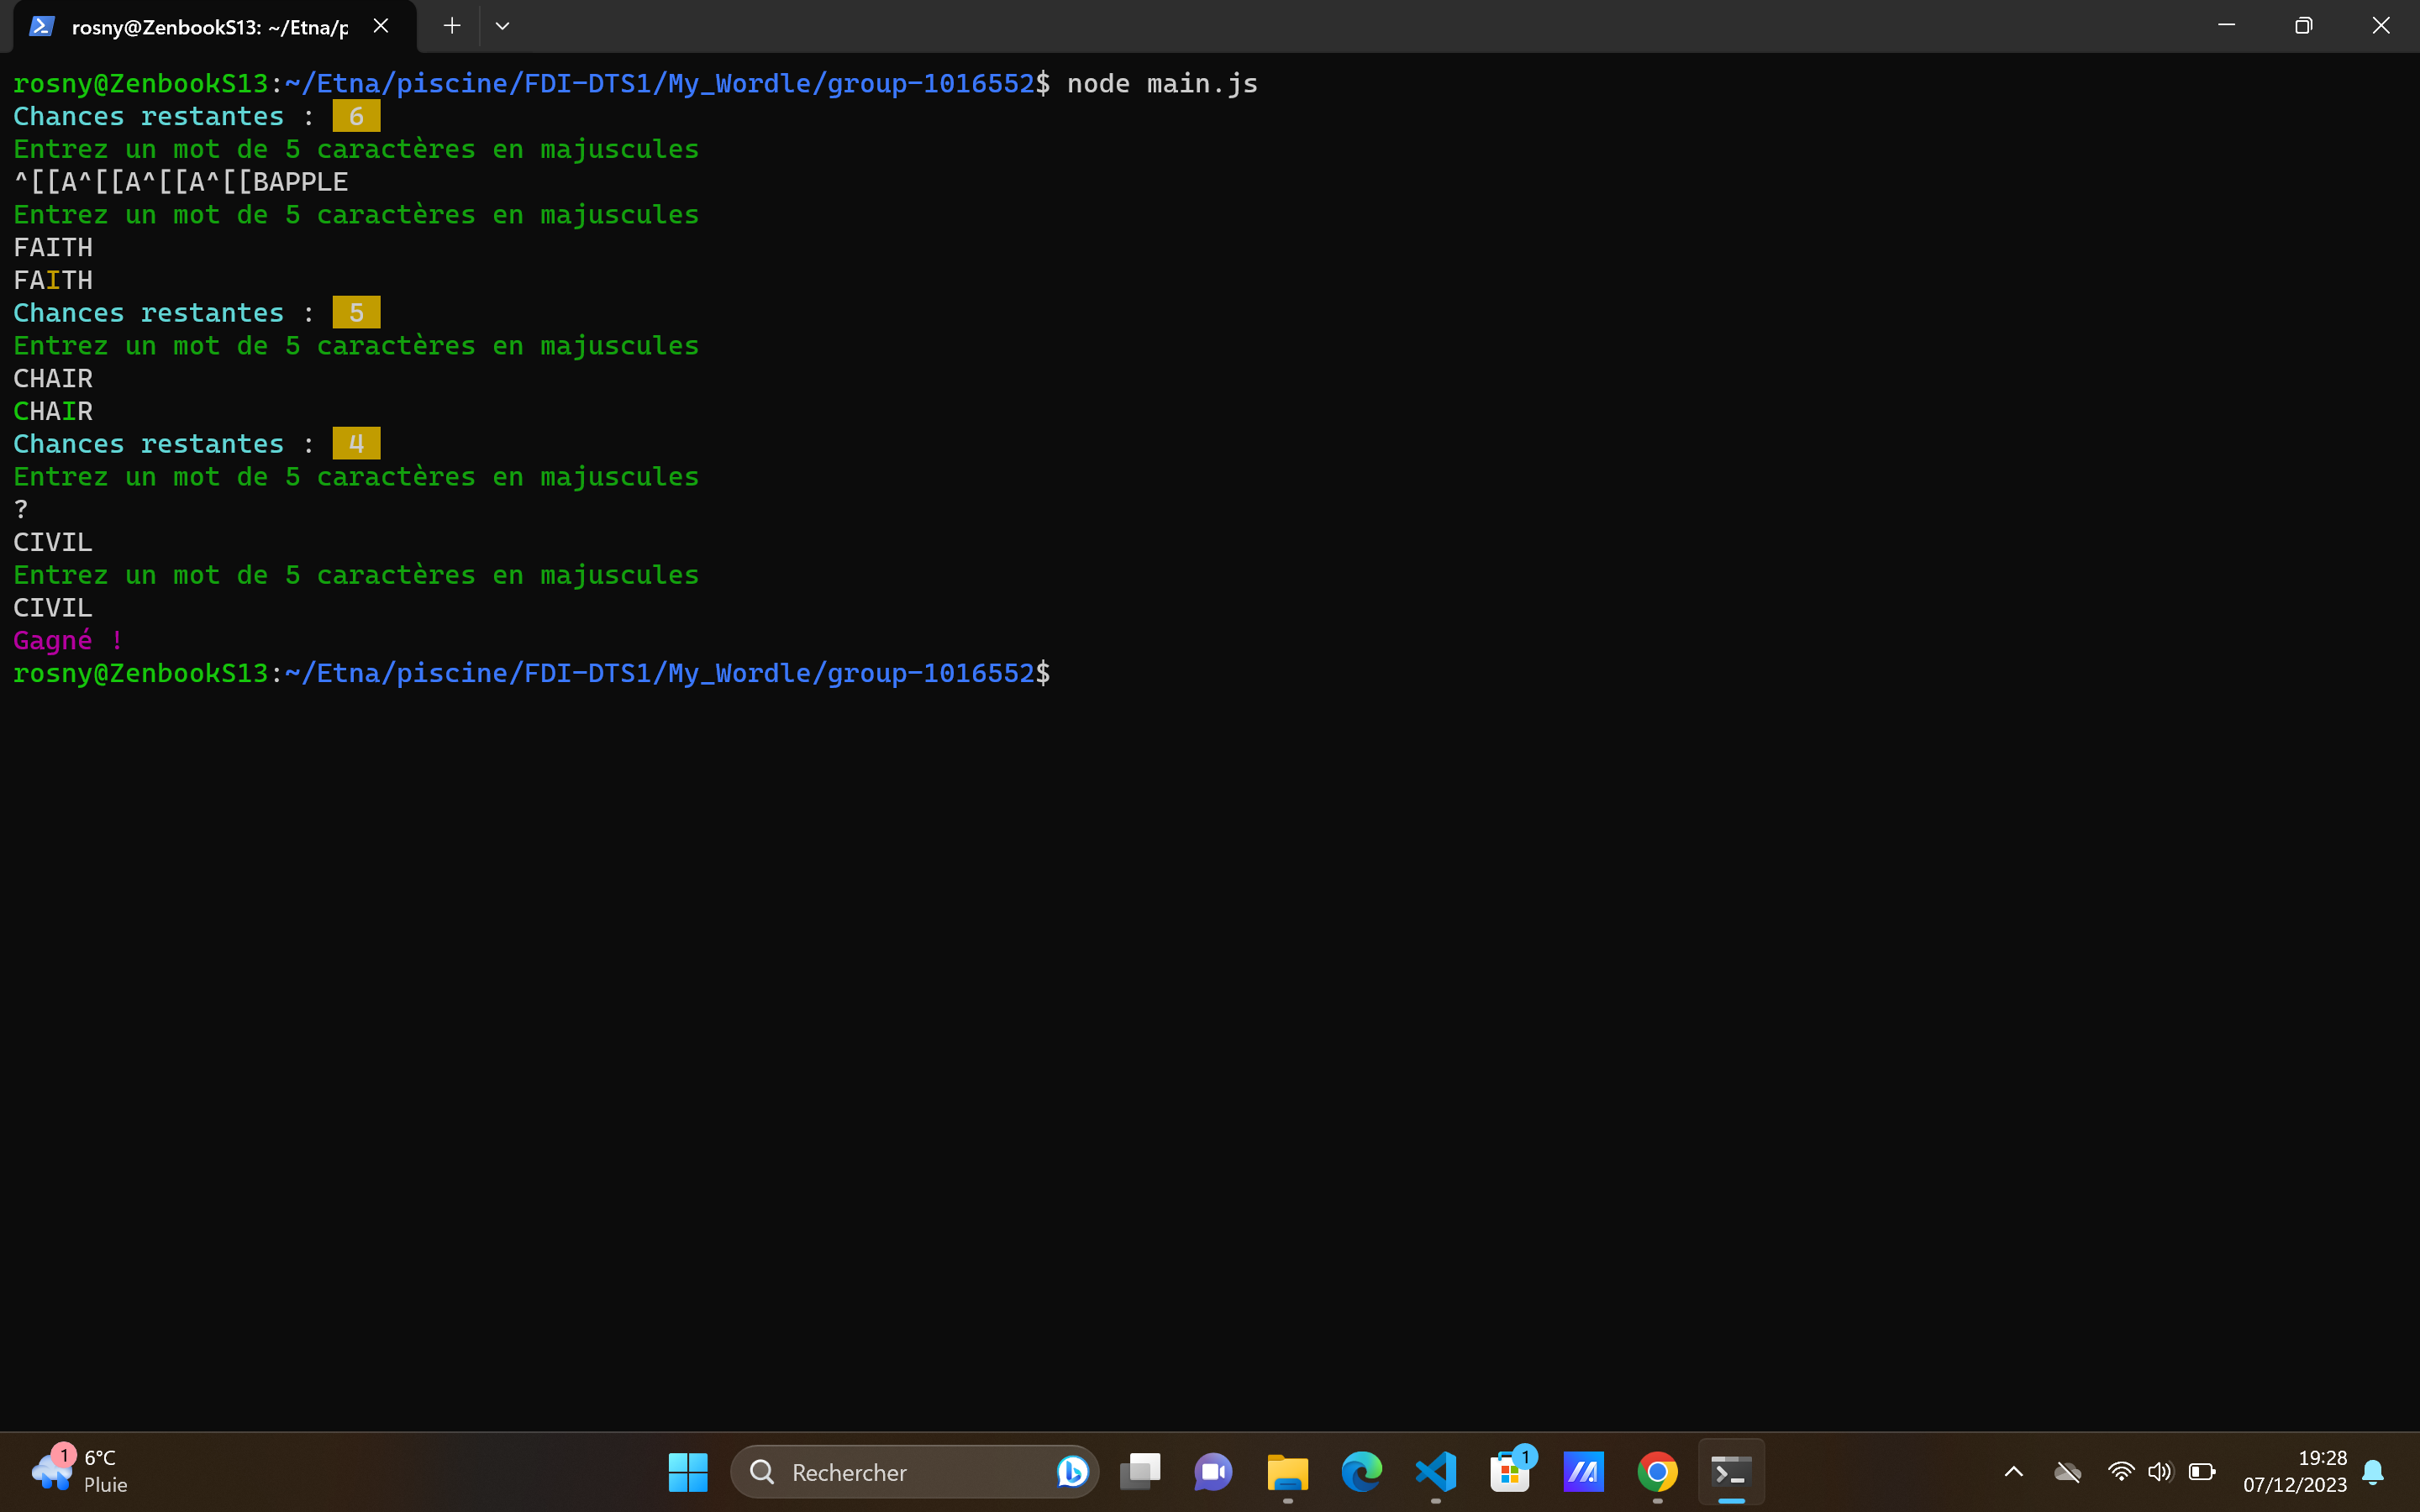 rosny@ZenbookS13: ~/Etna/p
rosny@ZenbookS13:~/Etna/piscine/FDI-DTS1/My_Wordle/group-1016552$ node main.js
Chances restantes : 6
Entrez un mot de 5 caractères en majuscules
^[[A^[[A^[[A^[[BAPPLE
Entrez un mot de 5 caractères en majuscules
FAITH
FAITH
Chances restantes : 5
Entrez un mot de 5 caractères en majuscules
CHAIR
CHAIR
Chances restantes : 4
Entrez un mot de 5 caractères en majuscules
?
CIVIL
Entrez un mot de 5 caractères en majuscules
CIVIL
Gagné !
rosny@ZenbookS13:~/Etna/piscine/FDI-DTS1/My_Wordle/group-1016552$
1
6°C
Pluie
Rechercher
1
19:28
07/12/2023